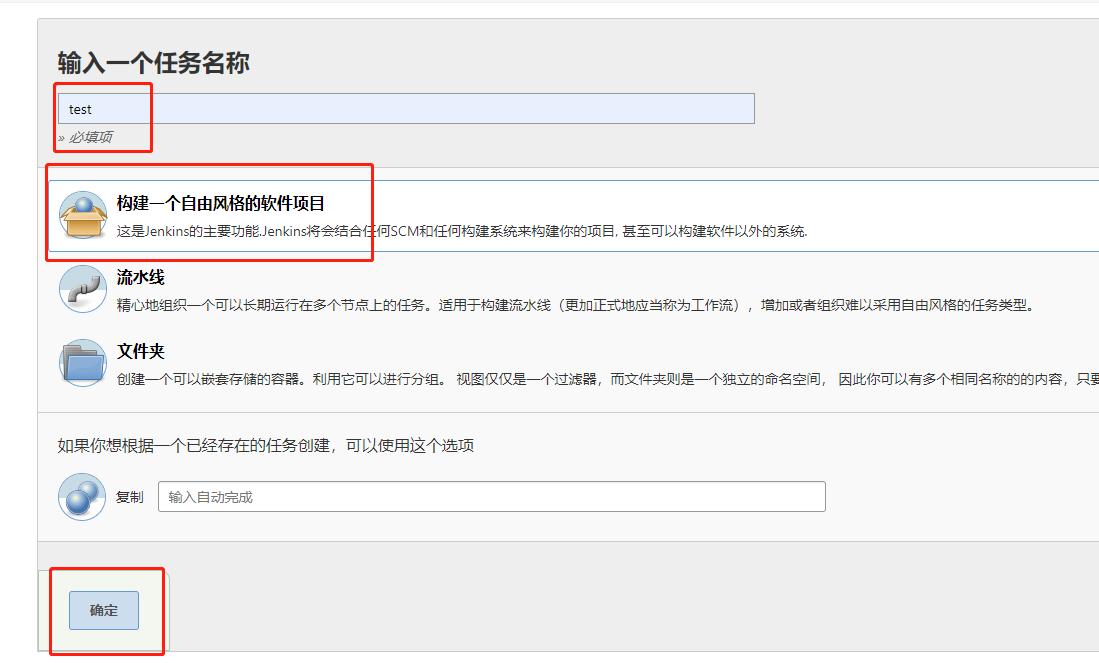 输入一个任务名称
test
» 必填项
构建一个自由风格的软件项目
这是Jenkins的主要功能.Jenkins将会结合任何SCM和任何构建系统来构建你的项目, 甚至可以构建软件以外的系统.
流水线
精心地组织一个可以长期运行在多个节点上的任务。适用于构建流水线（更加正式地应当称为工作流），增加或者组织难以采用自由风格的任务类型。
文件夹
创建一个可以嵌套存储的容器。利用它可以进行分组。 视图仅仅是一个过滤器，而文件夹则是一个独立的命名空间， 因此你可以有多个相同名称的的内容，只要
如果你想根据一个已经存在的任务创建，可以使用这个选项
复制
输入自动完成
确定